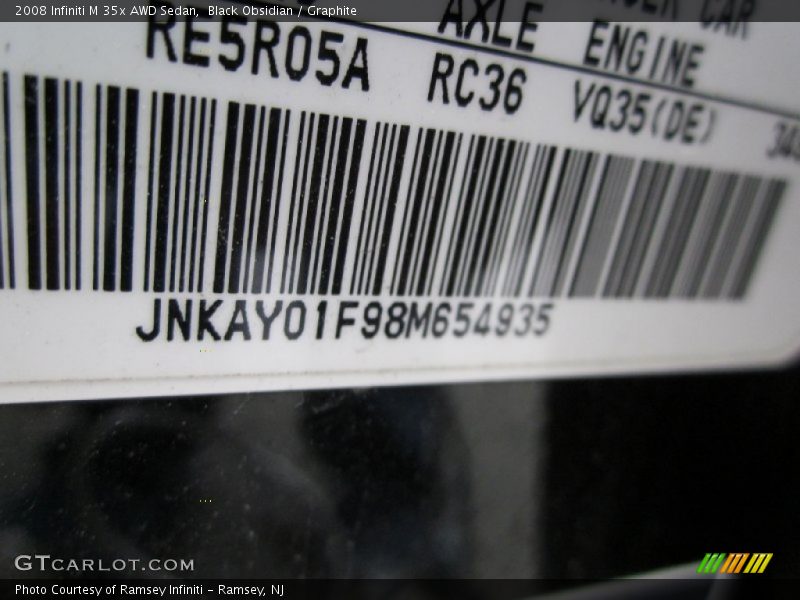 2008 Infiniti M 35x AWD Sedan, Black Obsidian / Graphite
CAR
AXLE ENGINE
RE5R05A RC36 VQ35(DE)
JNKAY01F98M654935
GTCARLOT.COM
Photo Courtesy of Ramsey Infiniti - Ramsey, NJ